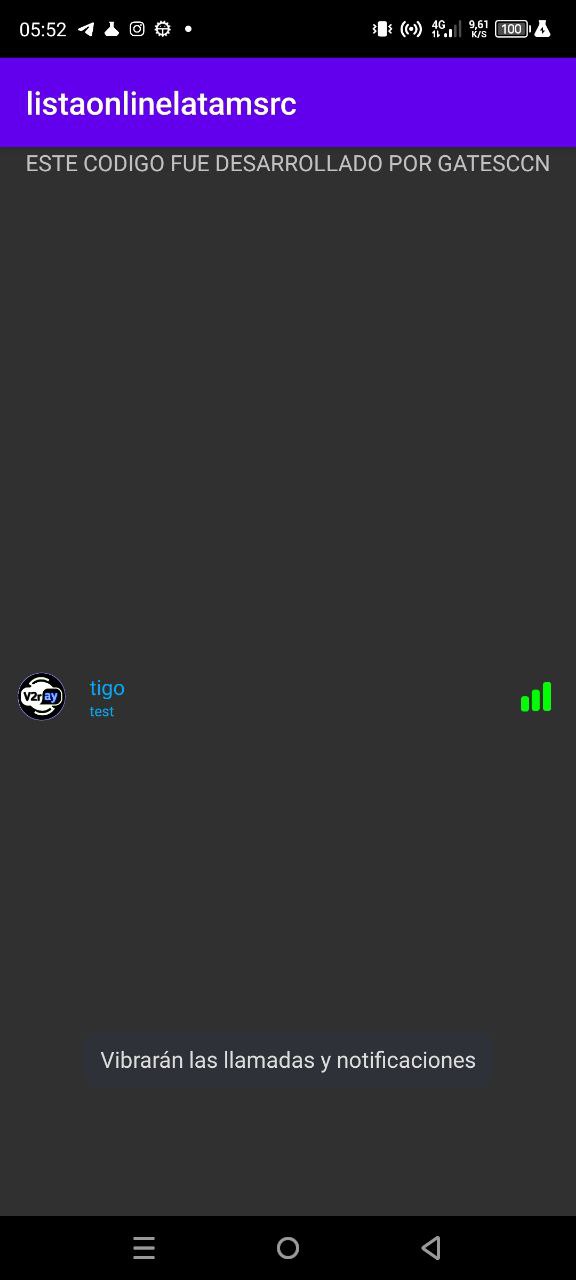 05:52
4G
9,61
K/S
100
listaonlinelatamsrc
ESTE CODIGO FUE DESARROLLADO POR GATESCCN
V2ray
tigo
test
Vibrarán las llamadas y notificaciones